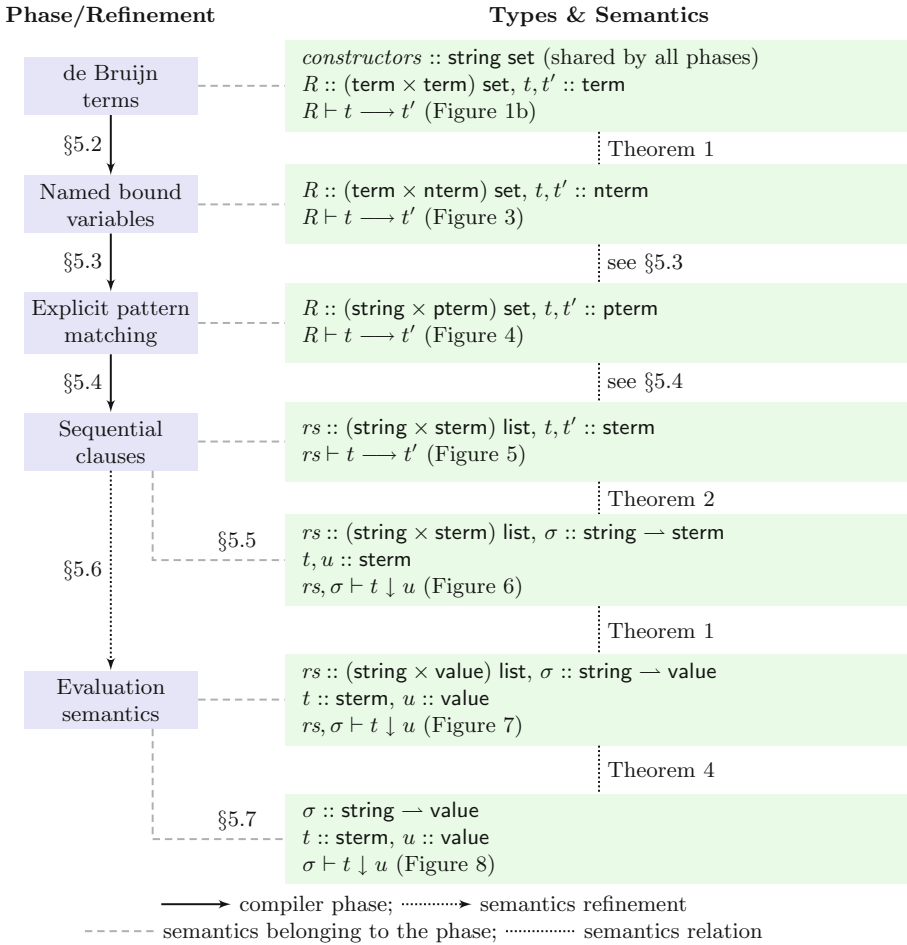 Phase/Refinement
Types & Semantics
de Bruijn
terms
constructors :: string set (shared by all phases)
R :: (term × term) set, t, t′ :: term
R ⊢ t ⟶ t′ (Figure 1b)
§5.2
Theorem 1
Named bound
variables
R :: (term × nterm) set, t, t′ :: nterm
R ⊢ t ⟶ t′ (Figure 3)
§5.3
see §5.3
Explicit pattern
matching
R :: (string × pterm) set, t, t′ :: pterm
R ⊢ t ⟶ t′ (Figure 4)
§5.4
see §5.4
Sequential
clauses
rs :: (string × sterm) list, t, t′ :: sterm
rs ⊢ t ⟶ t′ (Figure 5)
Theorem 2
§5.5
rs :: (string × sterm) list, σ :: string ⇀ sterm
t, u :: sterm
rs, σ ⊢ t ↓ u (Figure 6)
§5.6
Theorem 1
Evaluation
semantics
rs :: (string × value) list, σ :: string ⇀ value
t :: sterm, u :: value
rs, σ ⊢ t ↓ u (Figure 7)
Theorem 4
§5.7
σ :: string ⇀ value
t :: sterm, u :: value
σ ⊢ t ↓ u (Figure 8)
compiler phase; semantics refinement
semantics belonging to the phase; semantics relation